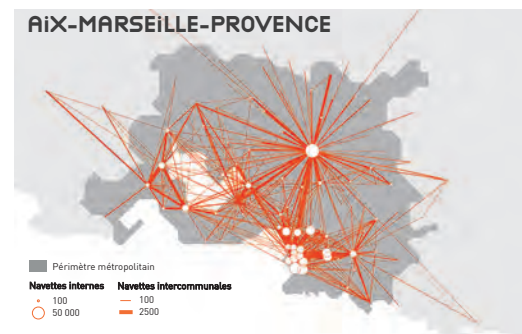 AiX-MARSEiLLE-PROVENCE
Périmètre métropolitain
Navettes internes
100
50 000
Navettes intercommunales
100
2500